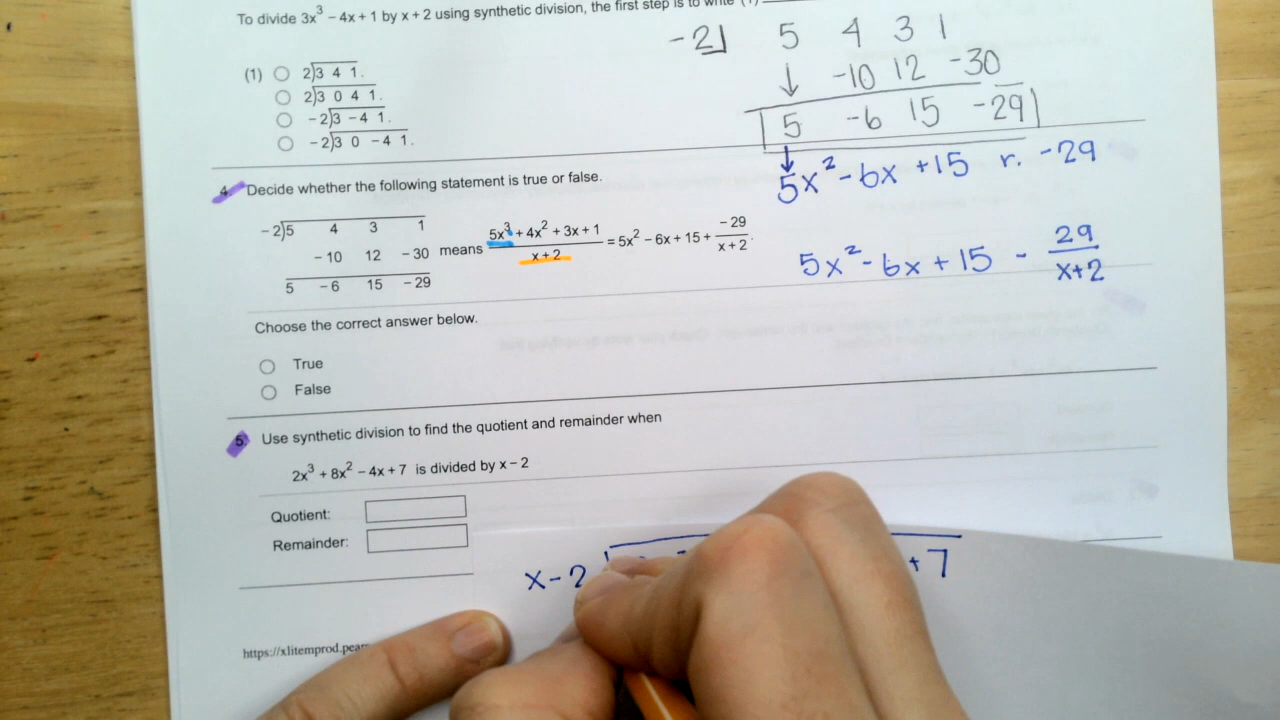 To divide 3x³ − 4x + 1 by x + 2 using synthetic division, the first step is to write (1)
(1) 2)3 4 1.
2)3 0 4 1.
− 2)3 − 4 1.
− 2)3 0 − 4 1.
-2 5 4 3 1
-10 12 -30
5 -6 15 -29
5x² - 6x + 15 r. -29
4. Decide whether the following statement is true or false.
− 2)5 4 3 1
− 10 12 − 30
5 − 6 15 − 29
means (5x³ + 4x² + 3x + 1)/(x + 2) = 5x² − 6x + 15 + (− 29)/(x + 2).
5x² - 6x + 15 - 29/(x+2)
Choose the correct answer below.
True
False
5. Use synthetic division to find the quotient and remainder when
2x³ + 8x² − 4x + 7 is divided by x − 2
Quotient:
Remainder:
x - 2 + 7
https://xlitemprod.pear